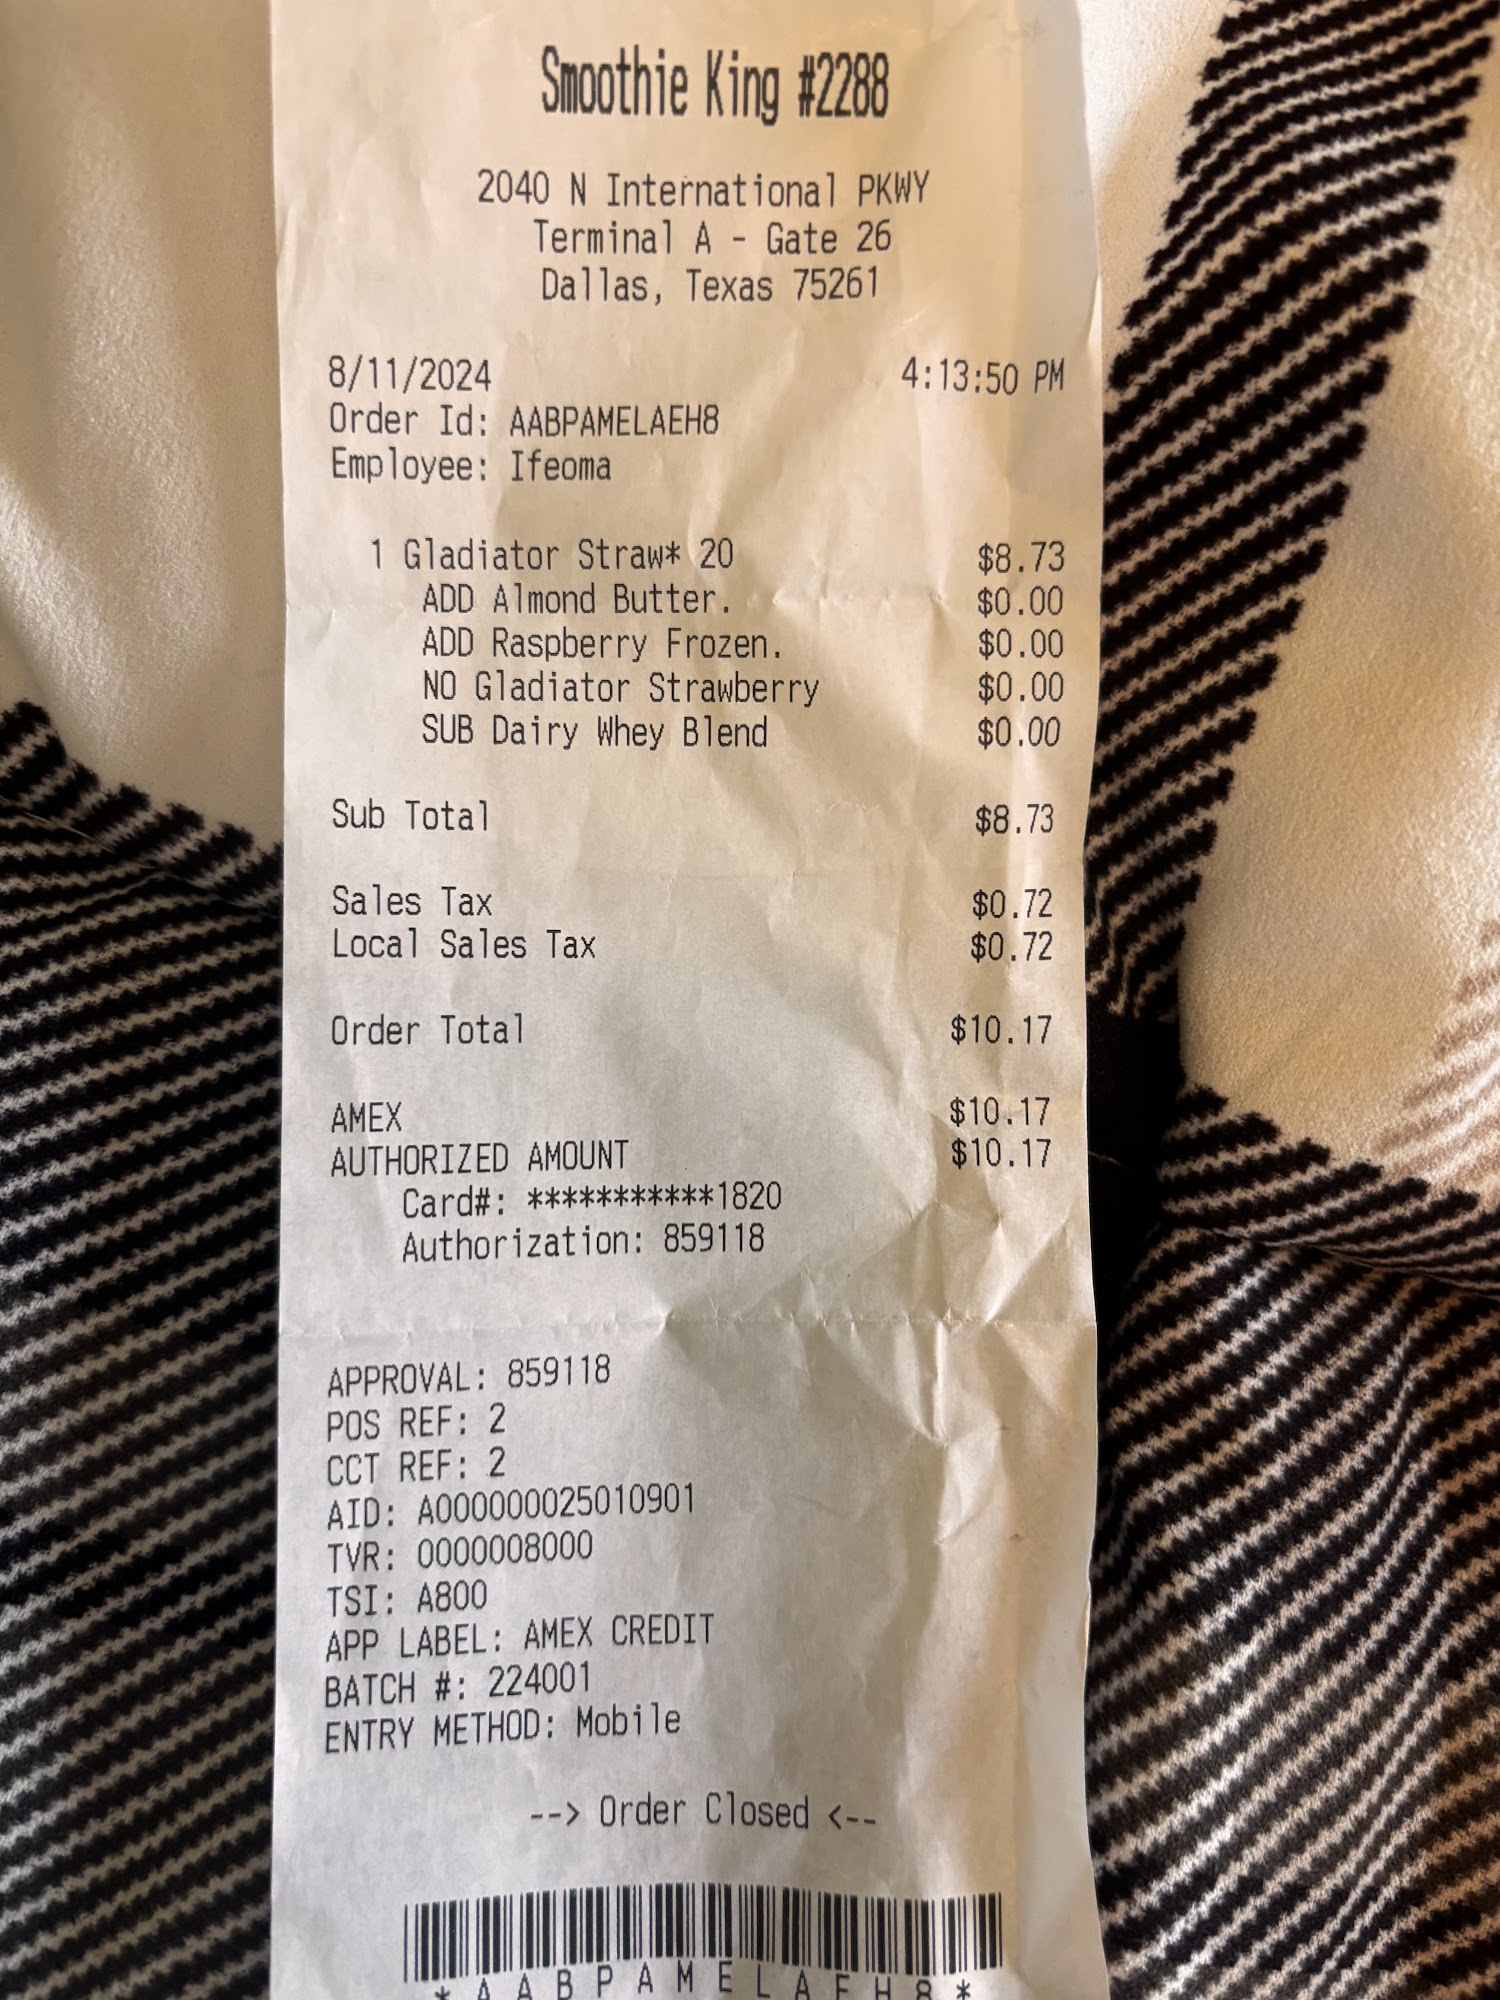 Smoothie King #2288
2040 N International PKWY
Terminal A - Gate 26
Dallas, Texas 75261
8/11/2024 4:13:50 PM
Order Id: AABPAMELAEH8
Employee: Ifeoma
1 Gladiator Straw* 20 $8.73
ADD Almond Butter. $0.00
ADD Raspberry Frozen. $0.00
NO Gladiator Strawberry $0.00
SUB Dairy Whey Blend $0.00
Sub Total $8.73
Sales Tax $0.72
Local Sales Tax $0.72
Order Total $10.17
AMEX $10.17
AUTHORIZED AMOUNT $10.17
Card#: ***********1820
Authorization: 859118
APPROVAL: 859118
POS REF: 2
CCT REF: 2
AID: A000000025010901
TVR: 0000008000
TSI: A800
APP LABEL: AMEX CREDIT
BATCH #: 224001
ENTRY METHOD: Mobile
--> Order Closed <--
*AABPAMELAEH8*